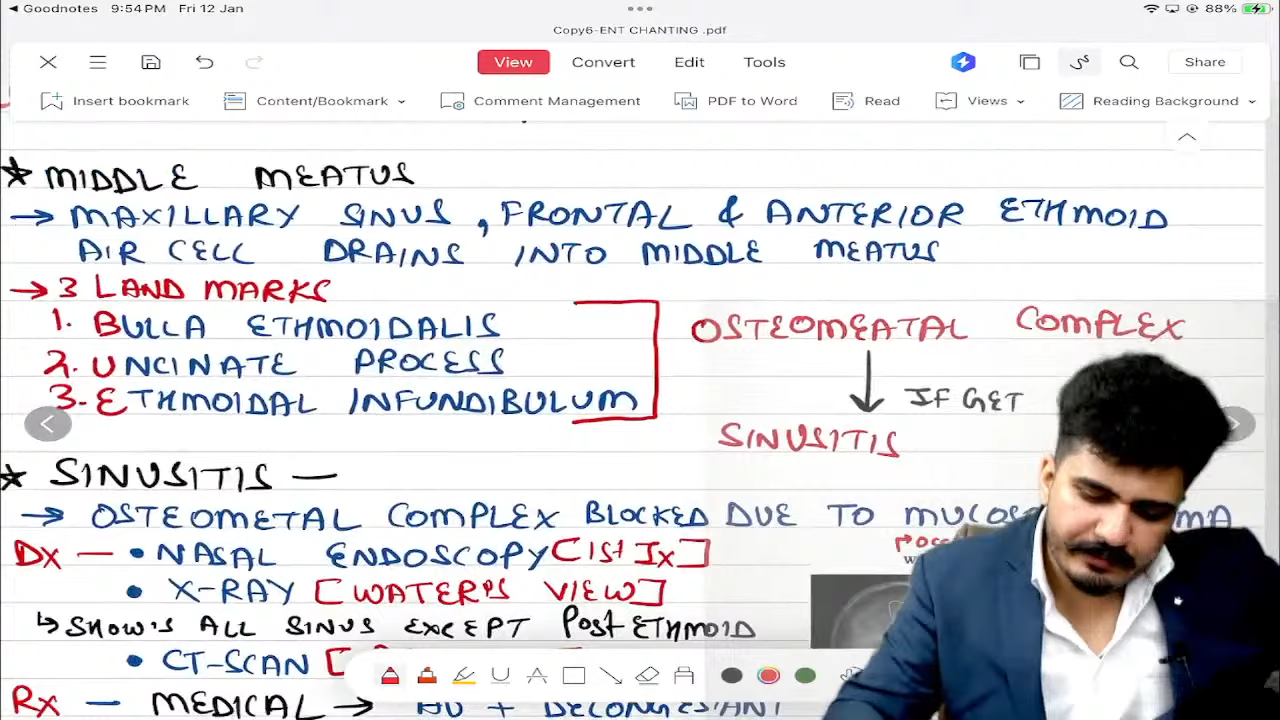 Goodnotes 9:54PM Fri 12 Jan 88%
Copy6-ENT CHANTING .pdf
View Convert Edit Tools Share
Insert bookmark Content/Bookmark Comment Management PDF to Word Read Views Reading Background
★ MIDDLE MEATUS
→ MAXILLARY SINUS, FRONTAL & ANTERIOR ETHMOID
AIR CELL DRAINS INTO MIDDLE MEATUS
→ 3 LAND MARKS
1. BULLA ETHMOIDALIS
2. UNCINATE PROCESS
3. ETHMOIDAL INFUNDIBULUM
OSTEOMEATAL COMPLEX
IF GET
SINUSITIS
★ SINUSITIS —
→ OSTEOMETAL COMPLEX BLOCKED DUE TO
DX — • NASAL ENDOSCOPY [1st Ix]
• X-RAY [WATER'S VIEW]
↳ SHOW'S ALL SINUS EXCEPT POST ETHMOID
• CT-SCAN [
Rx — MEDICAL → + DECONGESTANT